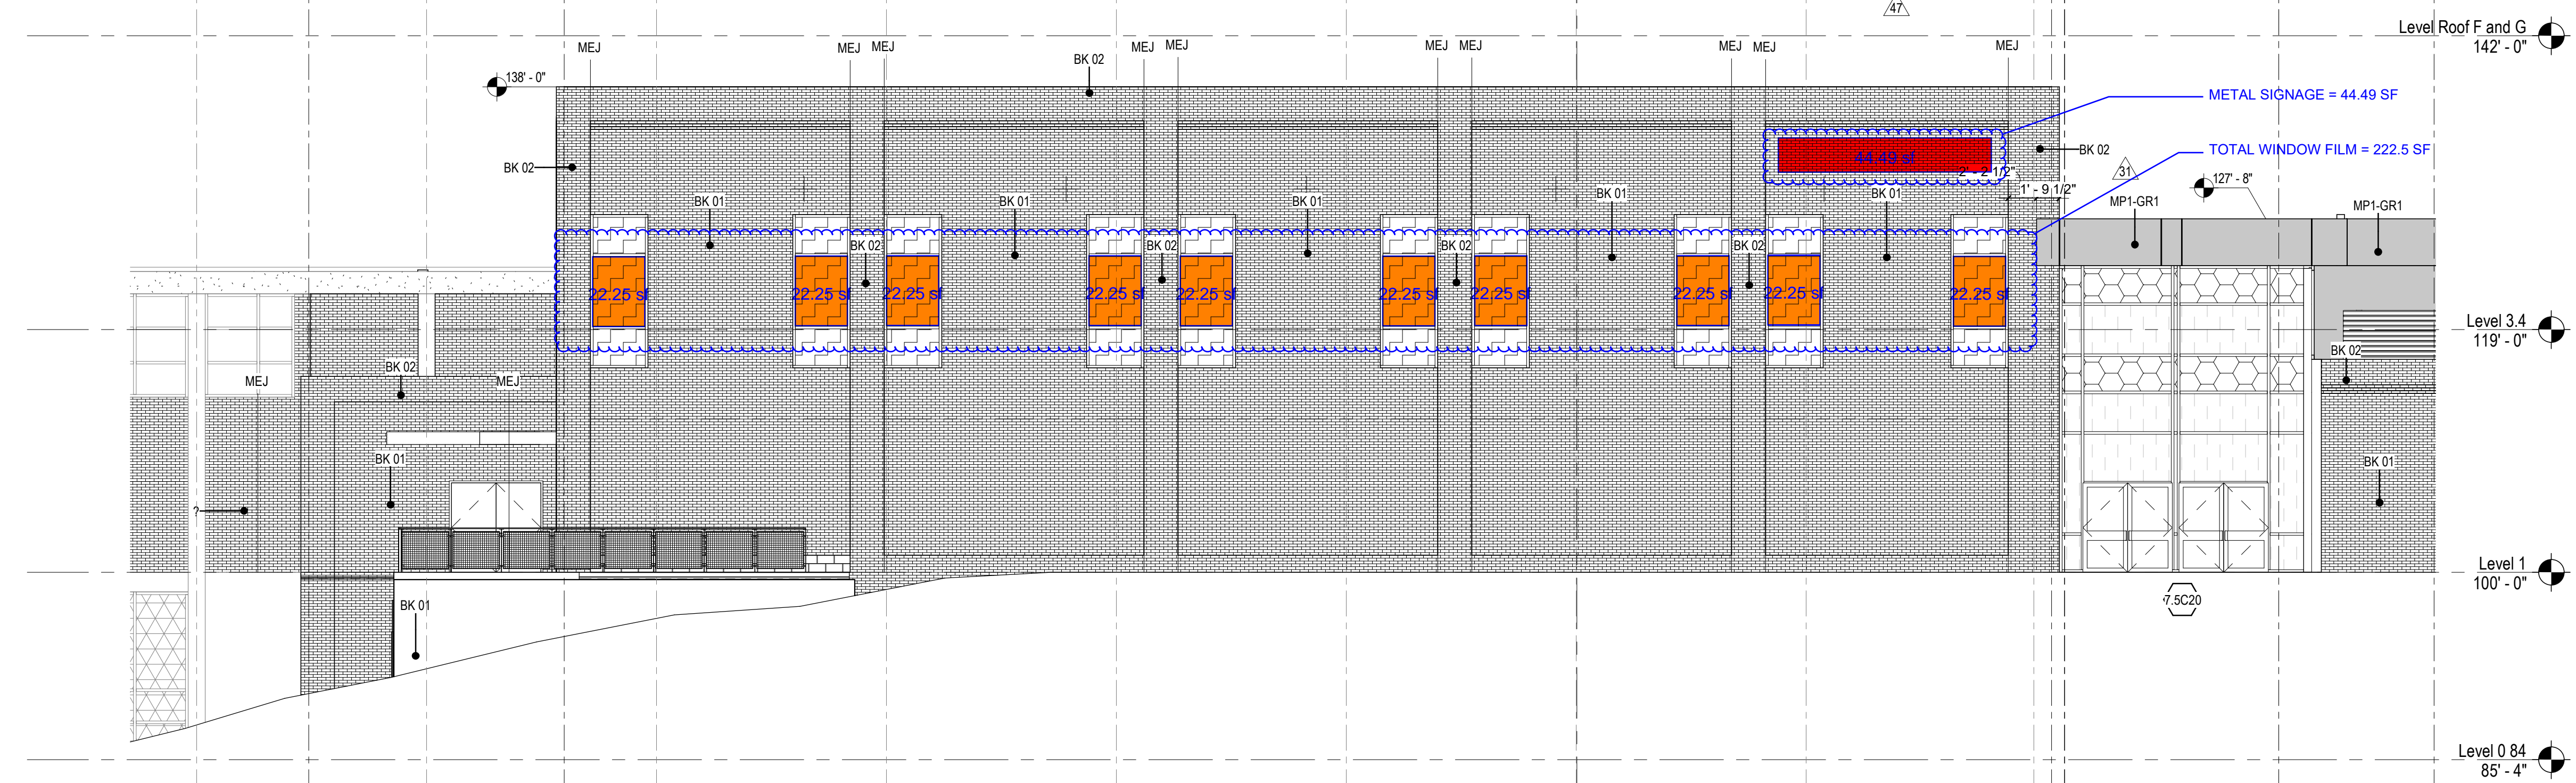 47
Level Roof F and G
142' - 0"
MEJ
MEJ
MEJ
MEJ
MEJ
MEJ
MEJ
MEJ
MEJ
MEJ
BK 02
138' - 0"
METAL SIGNAGE = 44.49 SF
BK 02
44.49 sf
BK 02
TOTAL WINDOW FILM = 222.5 SF
2' - 2 1/2"
31
127' - 8"
1' - 9 1/2"
BK 01
BK 01
BK 01
BK 01
BK 01
MP1-GR1
MP1-GR1
BK 02
BK 02
BK 02
BK 02
22.25 sf
22.25 sf
22.25 sf
22.25 sf
22.25 sf
22.25 sf
22.25 sf
22.25 sf
22.25 sf
22.25 sf
Level 3.4
119' - 0"
BK 02
BK 02
MEJ
MEJ
BK 01
BK 01
?
Level 1
100' - 0"
7.5C20
BK 01
Level 0 84
85' - 4"